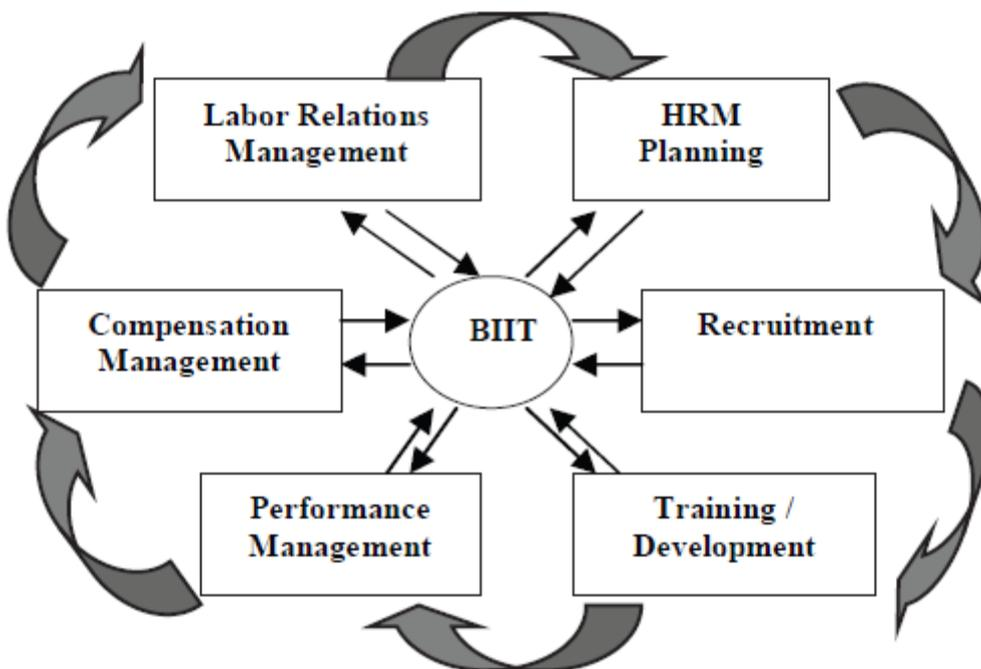 Labor Relations
Management
HRM
Planning
Compensation
Management
BIIT
Recruitment
Performance
Management
Training /
Development